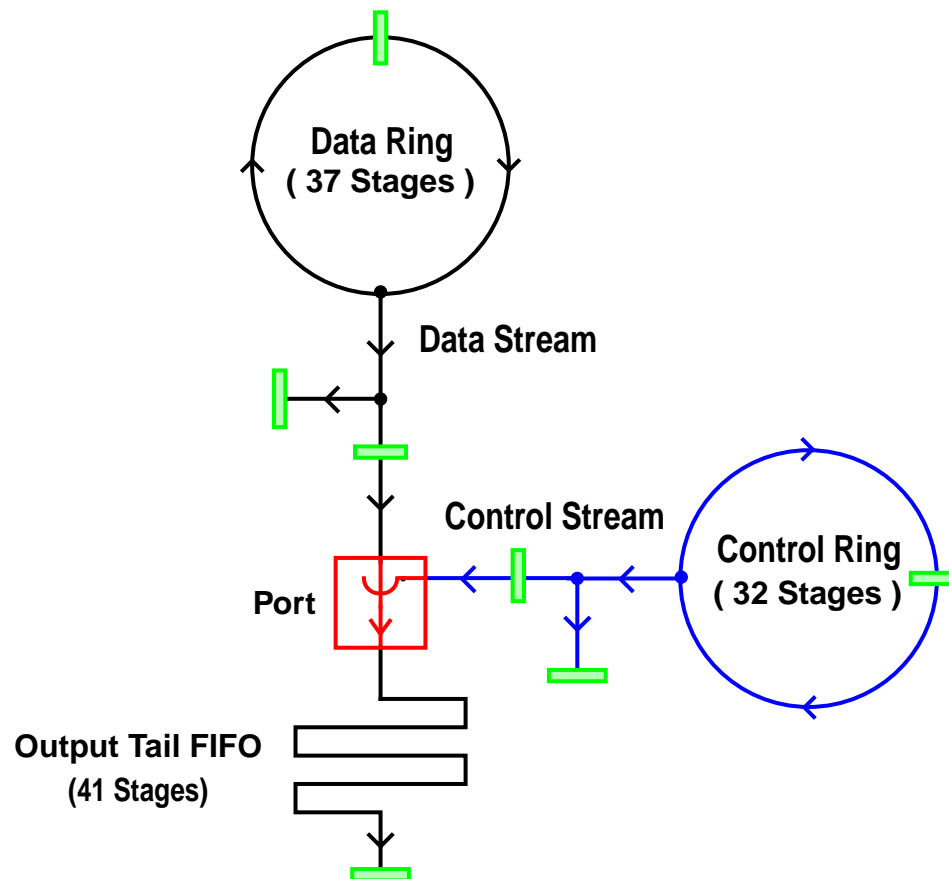 Data Ring
( 37 Stages )
Data Stream
Control Stream
Control Ring
( 32 Stages )
Port
Output Tail FIFO
(41 Stages)